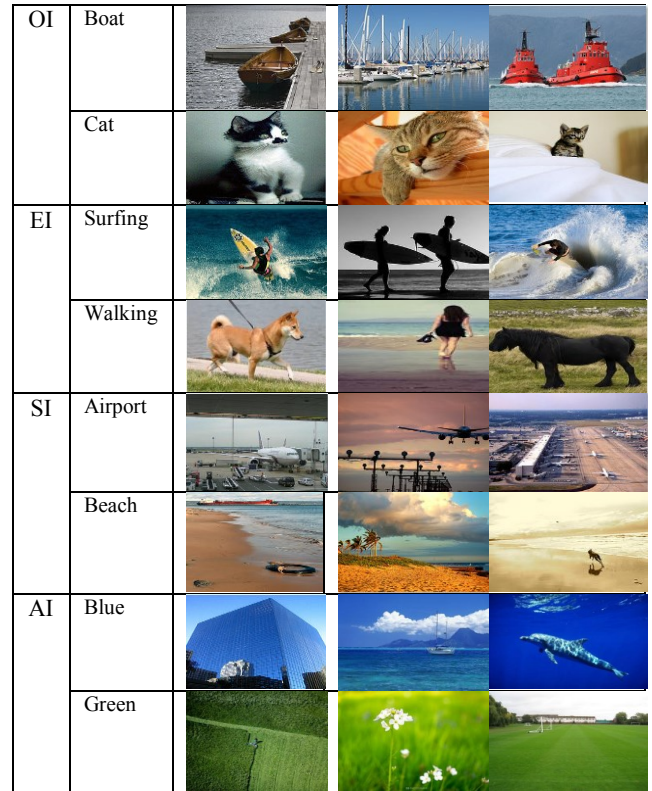 OI Boat
Cat
EI Surfing
Walking
SI Airport
Beach
AI Blue
Green